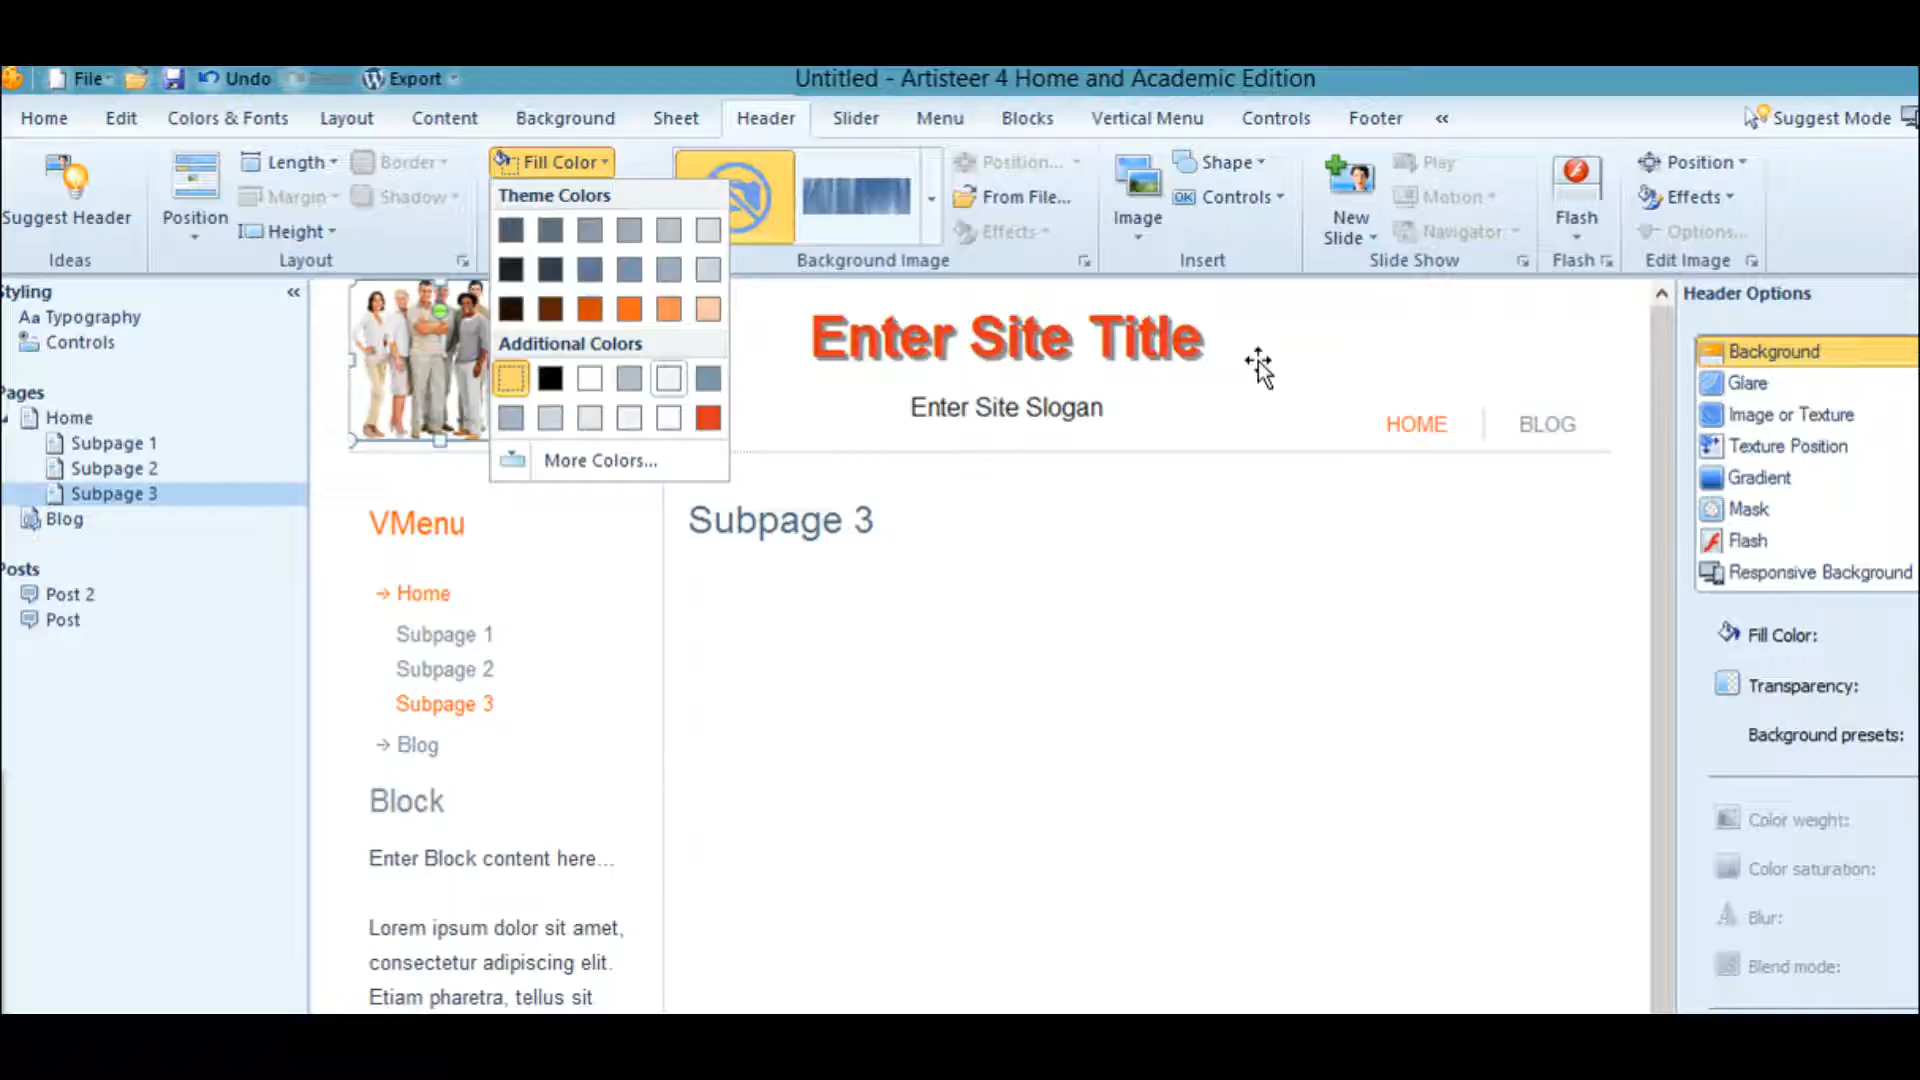 File
Undo
Export
Untitled - Artisteer 4 Home and Academic Edition
Home
Edit
Colors & Fonts
Layout
Content
Background
Sheet
Header
Slider
Menu
Blocks
Vertical Menu
Controls
Footer
Suggest Mode
Suggest Header
Ideas
Position
Length
Margin
Height
Border
Shadow
Layout
Fill Color
Theme Colors
Additional Colors
More Colors...
Position...
From File...
Effects
Background Image
Image
Shape
OK Controls
Insert
New Slide
Play
Motion
Navigator
Slide Show
Flash
Flash
Position
Effects
Options...
Edit Image
Styling
Aa Typography
Controls
Pages
Home
Subpage 1
Subpage 2
Subpage 3
Blog
Posts
Post 2
Post
Enter Site Title
Enter Site Slogan
HOME
BLOG
VMenu
Home
Subpage 1
Subpage 2
Subpage 3
Blog
Block
Enter Block content here...
Lorem ipsum dolor sit amet,
consectetur adipiscing elit.
Etiam pharetra, tellus sit
Subpage 3
Header Options
Background
Glare
Image or Texture
Texture Position
Gradient
Mask
Flash
Responsive Background
Fill Color:
Transparency:
Background presets:
Color weight:
Color saturation:
Blur:
Blend mode: